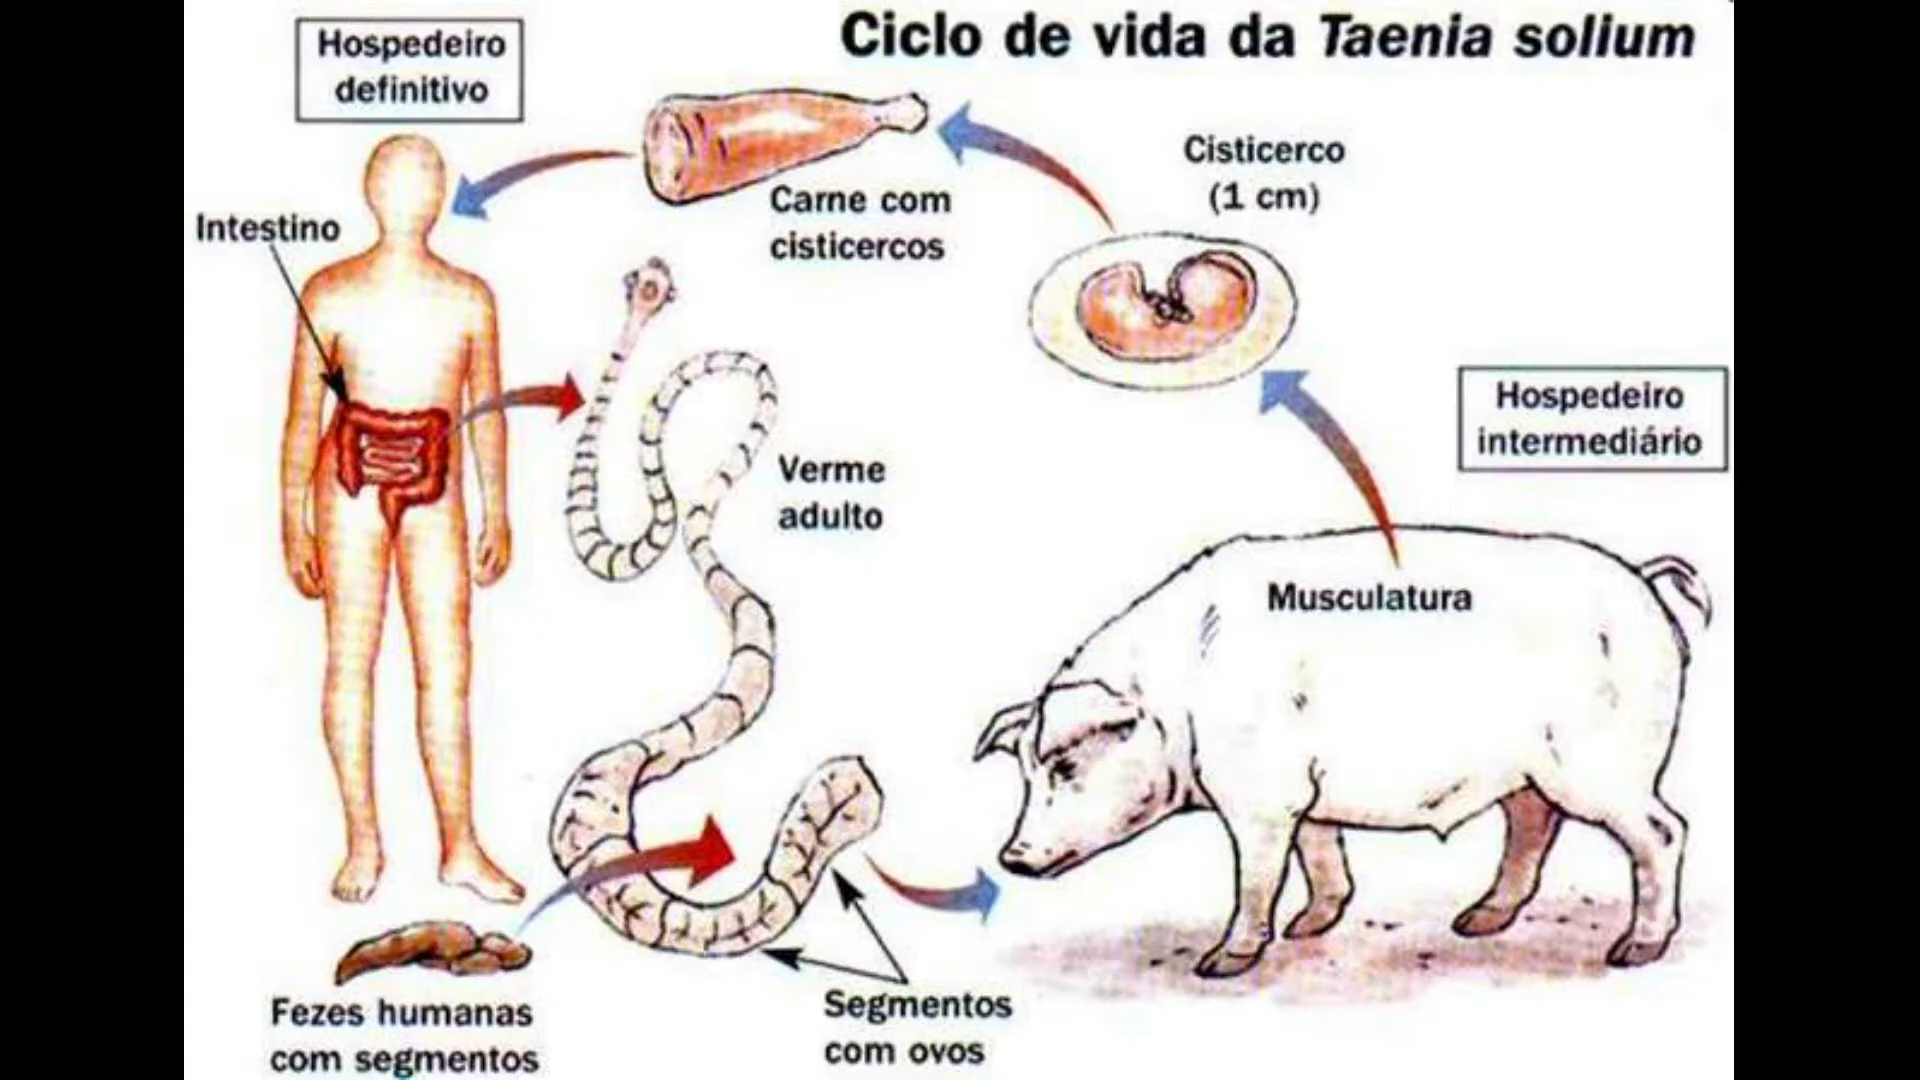 Ciclo de vida da Taenia solium
Hospedeiro
definitivo
Intestino
Carne com
cisticercos
Cisticerco
(1 cm)
Hospedeiro
intermediário
Verme
adulto
Musculatura
Fezes humanas
com segmentos
Segmentos
com ovos